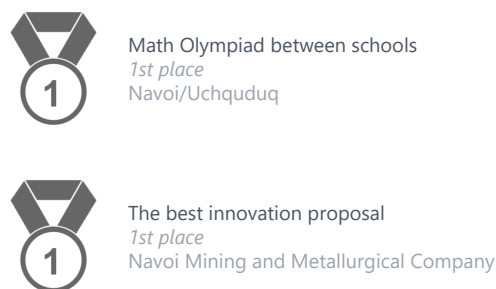 1
Math Olympiad between schools
1st place
Navoi/Uchquduq
1
The best innovation proposal
1st place
Navoi Mining and Metallurgical Company